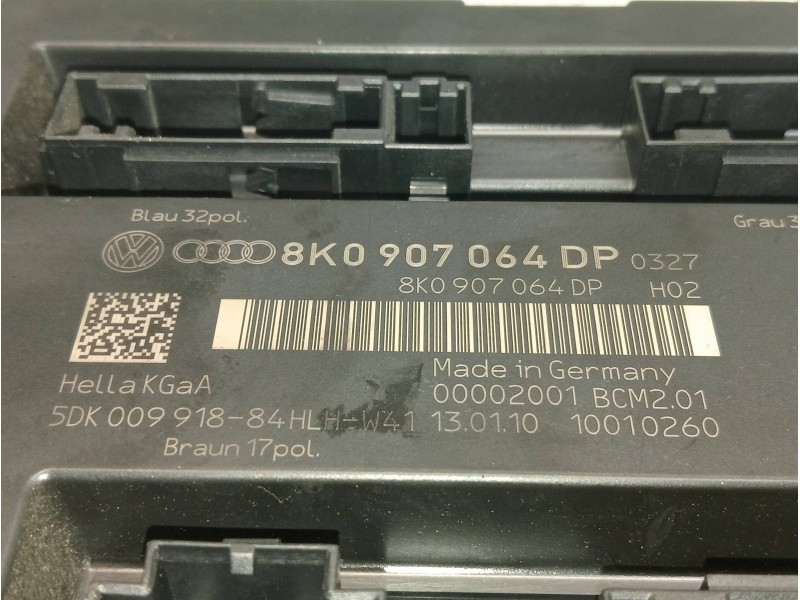 Blau 32pol.
Grau 3
8K0 907 064 DP 0327
8K0 907 064 DP H02
Made in Germany
Hella KGaA
00002001 BCM2.01
5DK 009 918-84 HLH-W41 13.01.10 10010260
Braun 17pol.